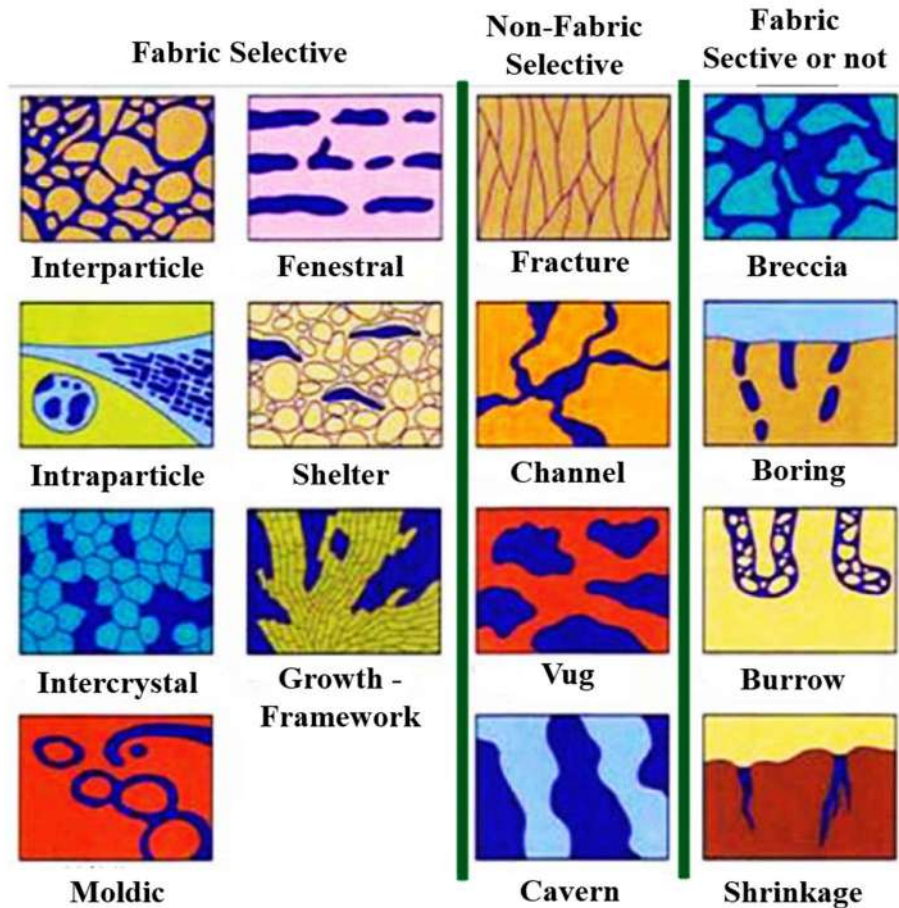 Fabric Selective
Non-Fabric
Selective
Fabric
Sective or not
Interparticle
Fenestral
Fracture
Breccia
Intraparticle
Shelter
Channel
Boring
Intercrystal
Growth -
Framework
Vug
Burrow
Moldic
Cavern
Shrinkage